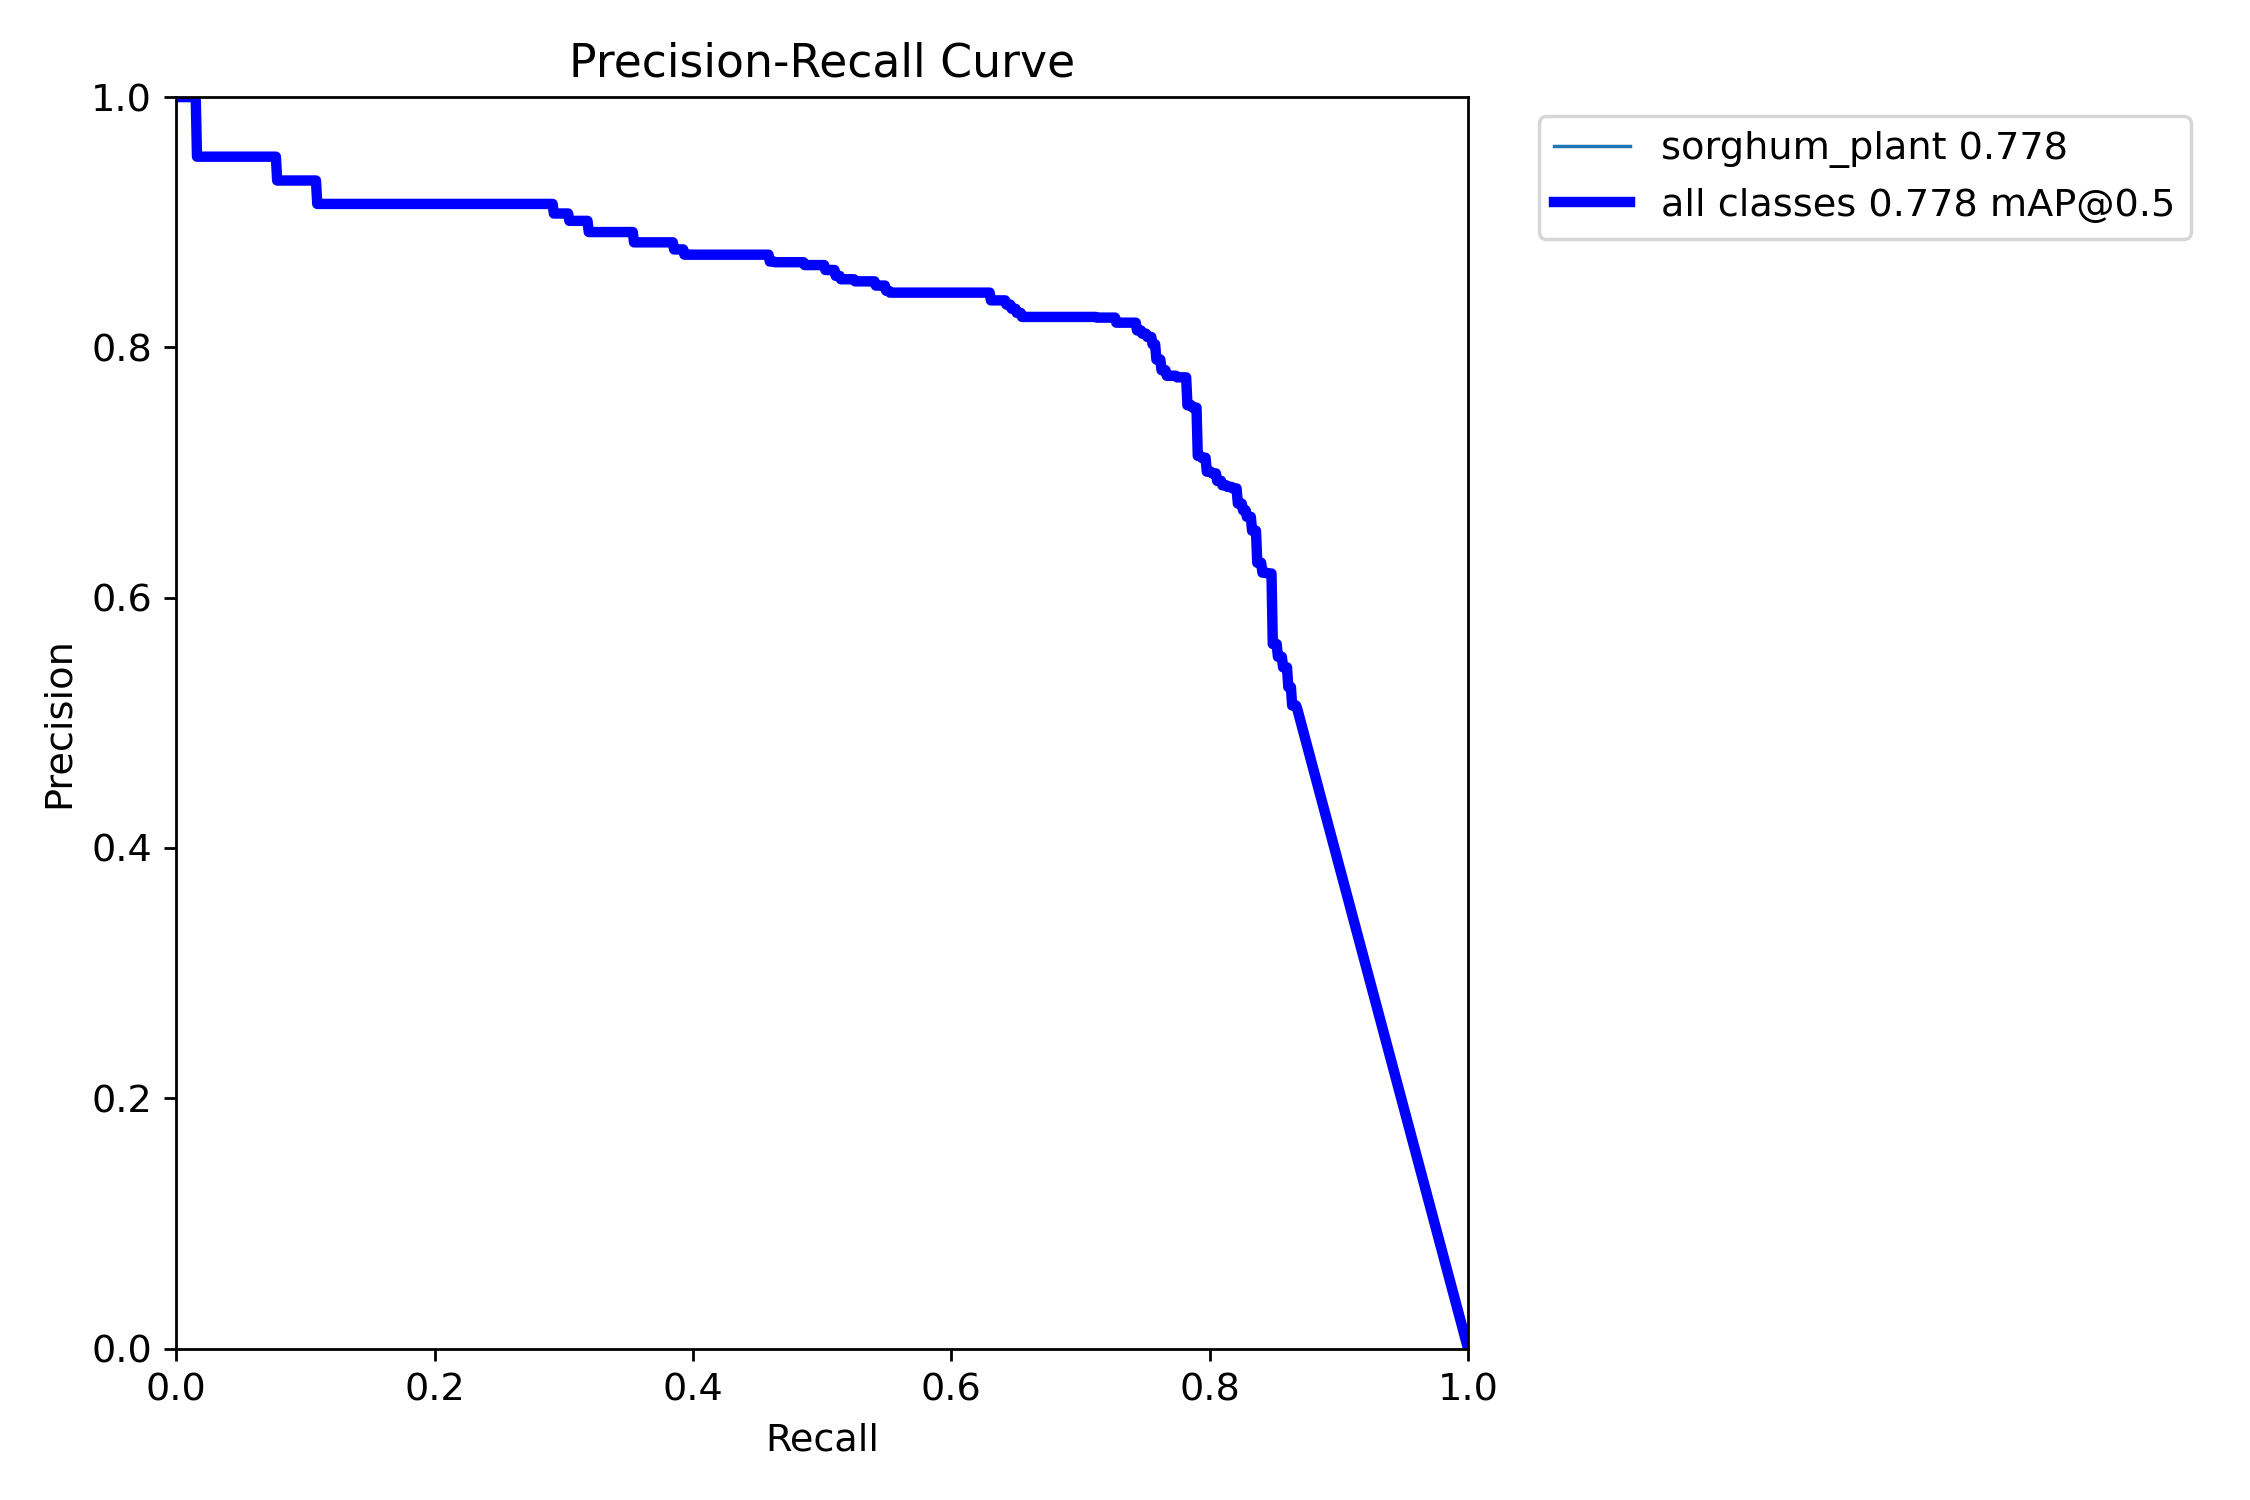 Precision-Recall Curve
1.0
0.8
0.6
0.4
0.2
0.0
Precision
0.0 0.2 0.4 0.6 0.8 1.0
Recall
sorghum_plant 0.778
all classes 0.778 mAP@0.5